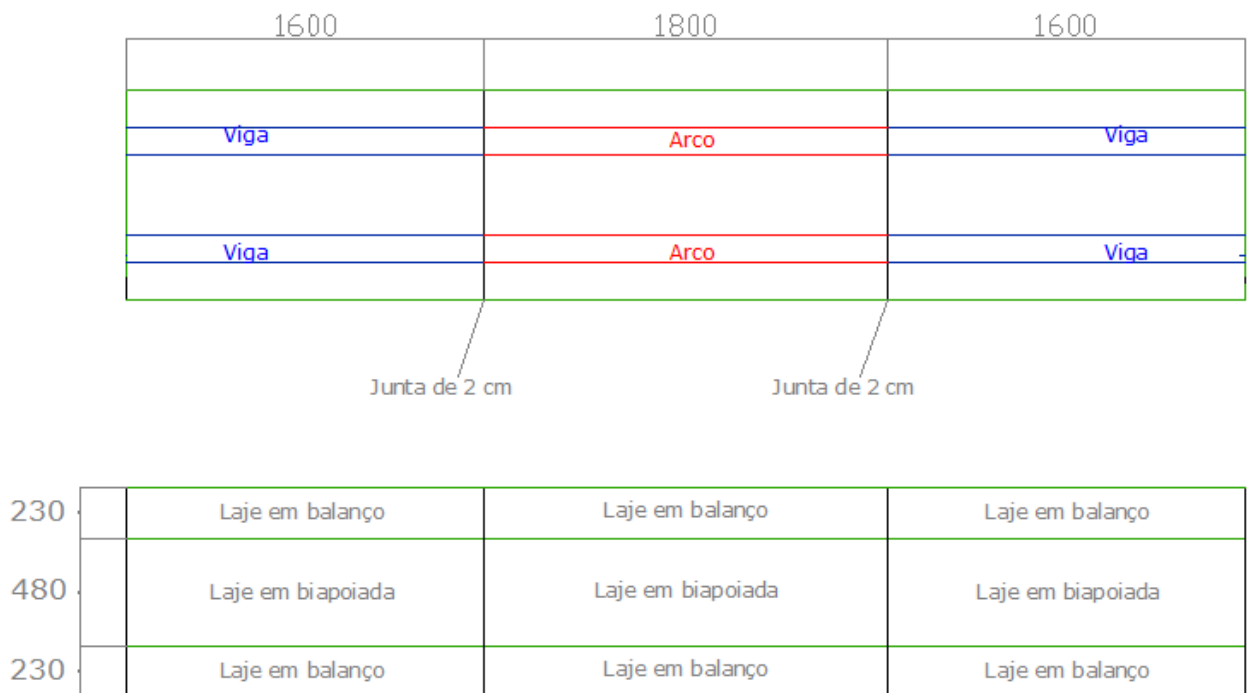 1600 1800 1600
Viga Arco Viga
Viga Arco Viga
Junta de 2 cm Junta de 2 cm
230 Laje em balanço Laje em balanço Laje em balanço
480 Laje em biapoiada Laje em biapoiada Laje em biapoiada
230 Laje em balanço Laje em balanço Laje em balanço